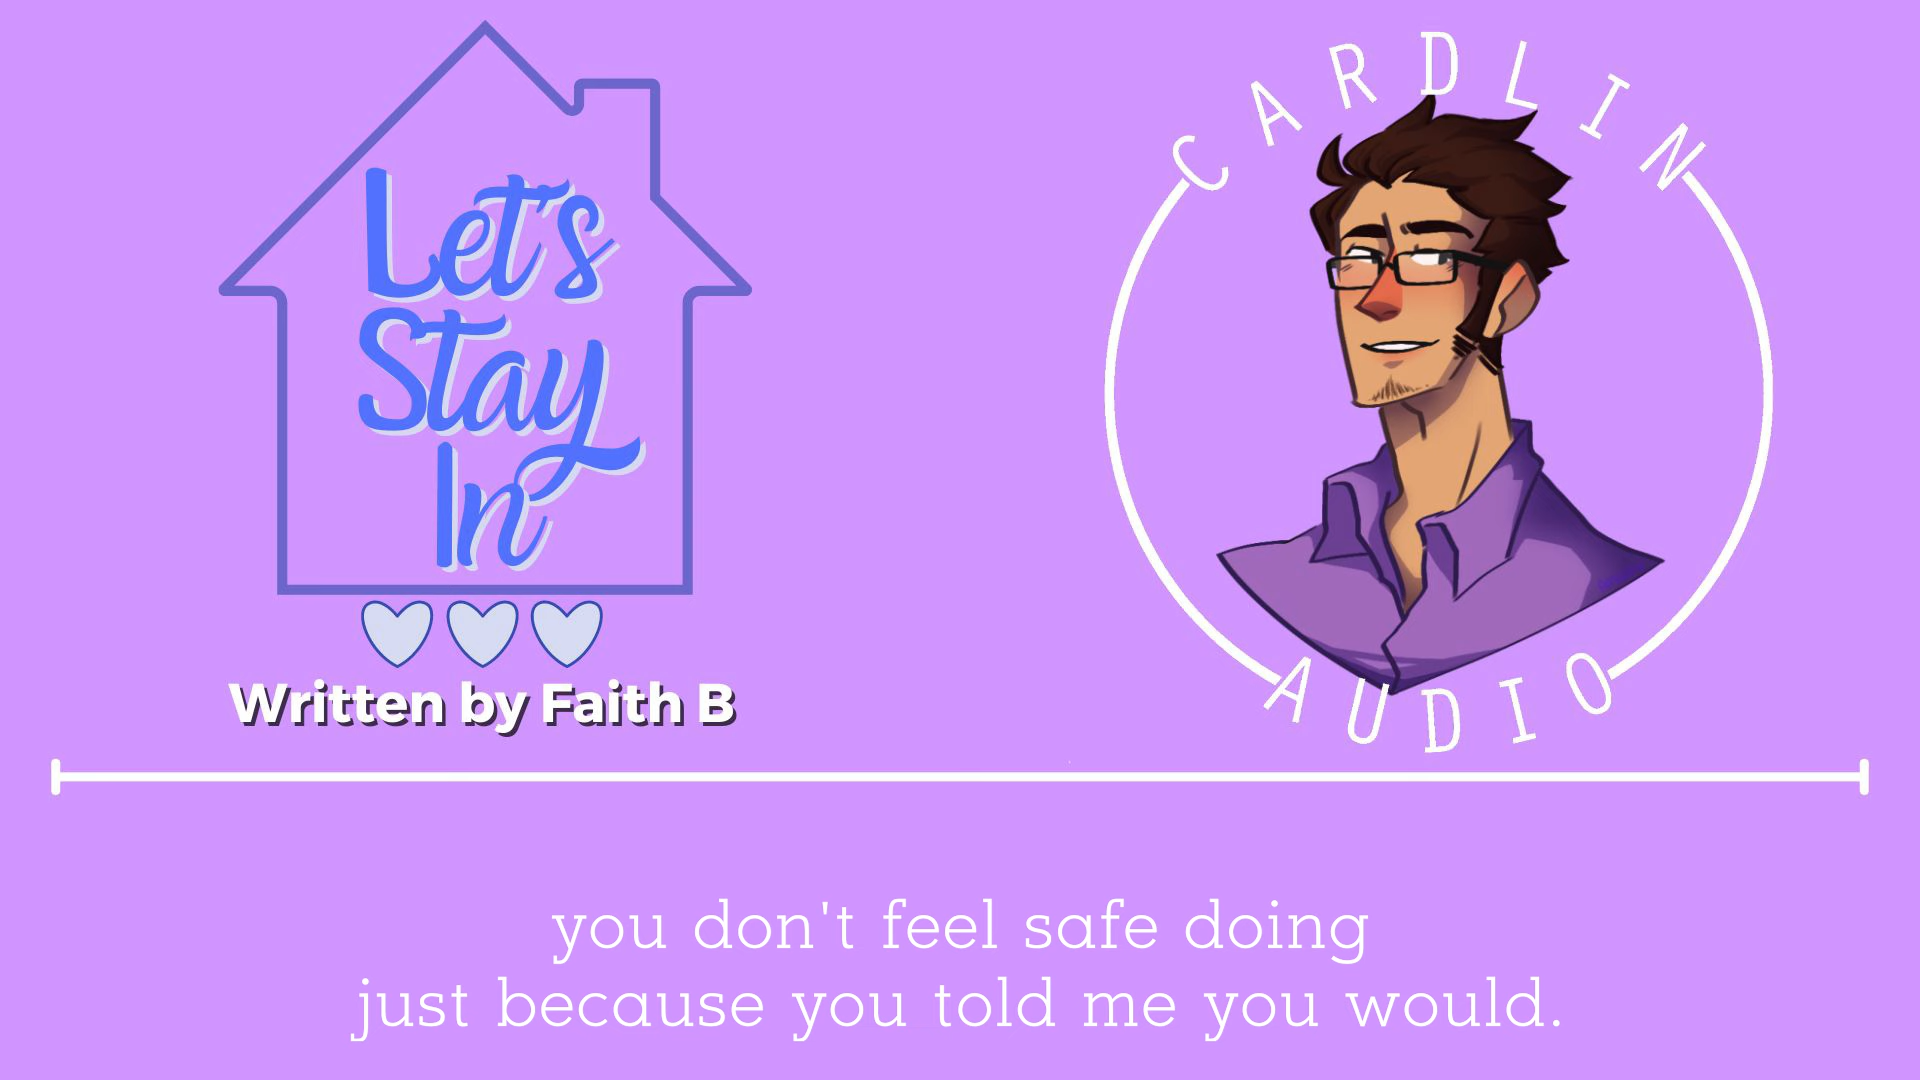 Let's
Stay
In
Written by Faith B
CARDLIN
AUDIO
you don't feel safe doing
just because you told me you would.